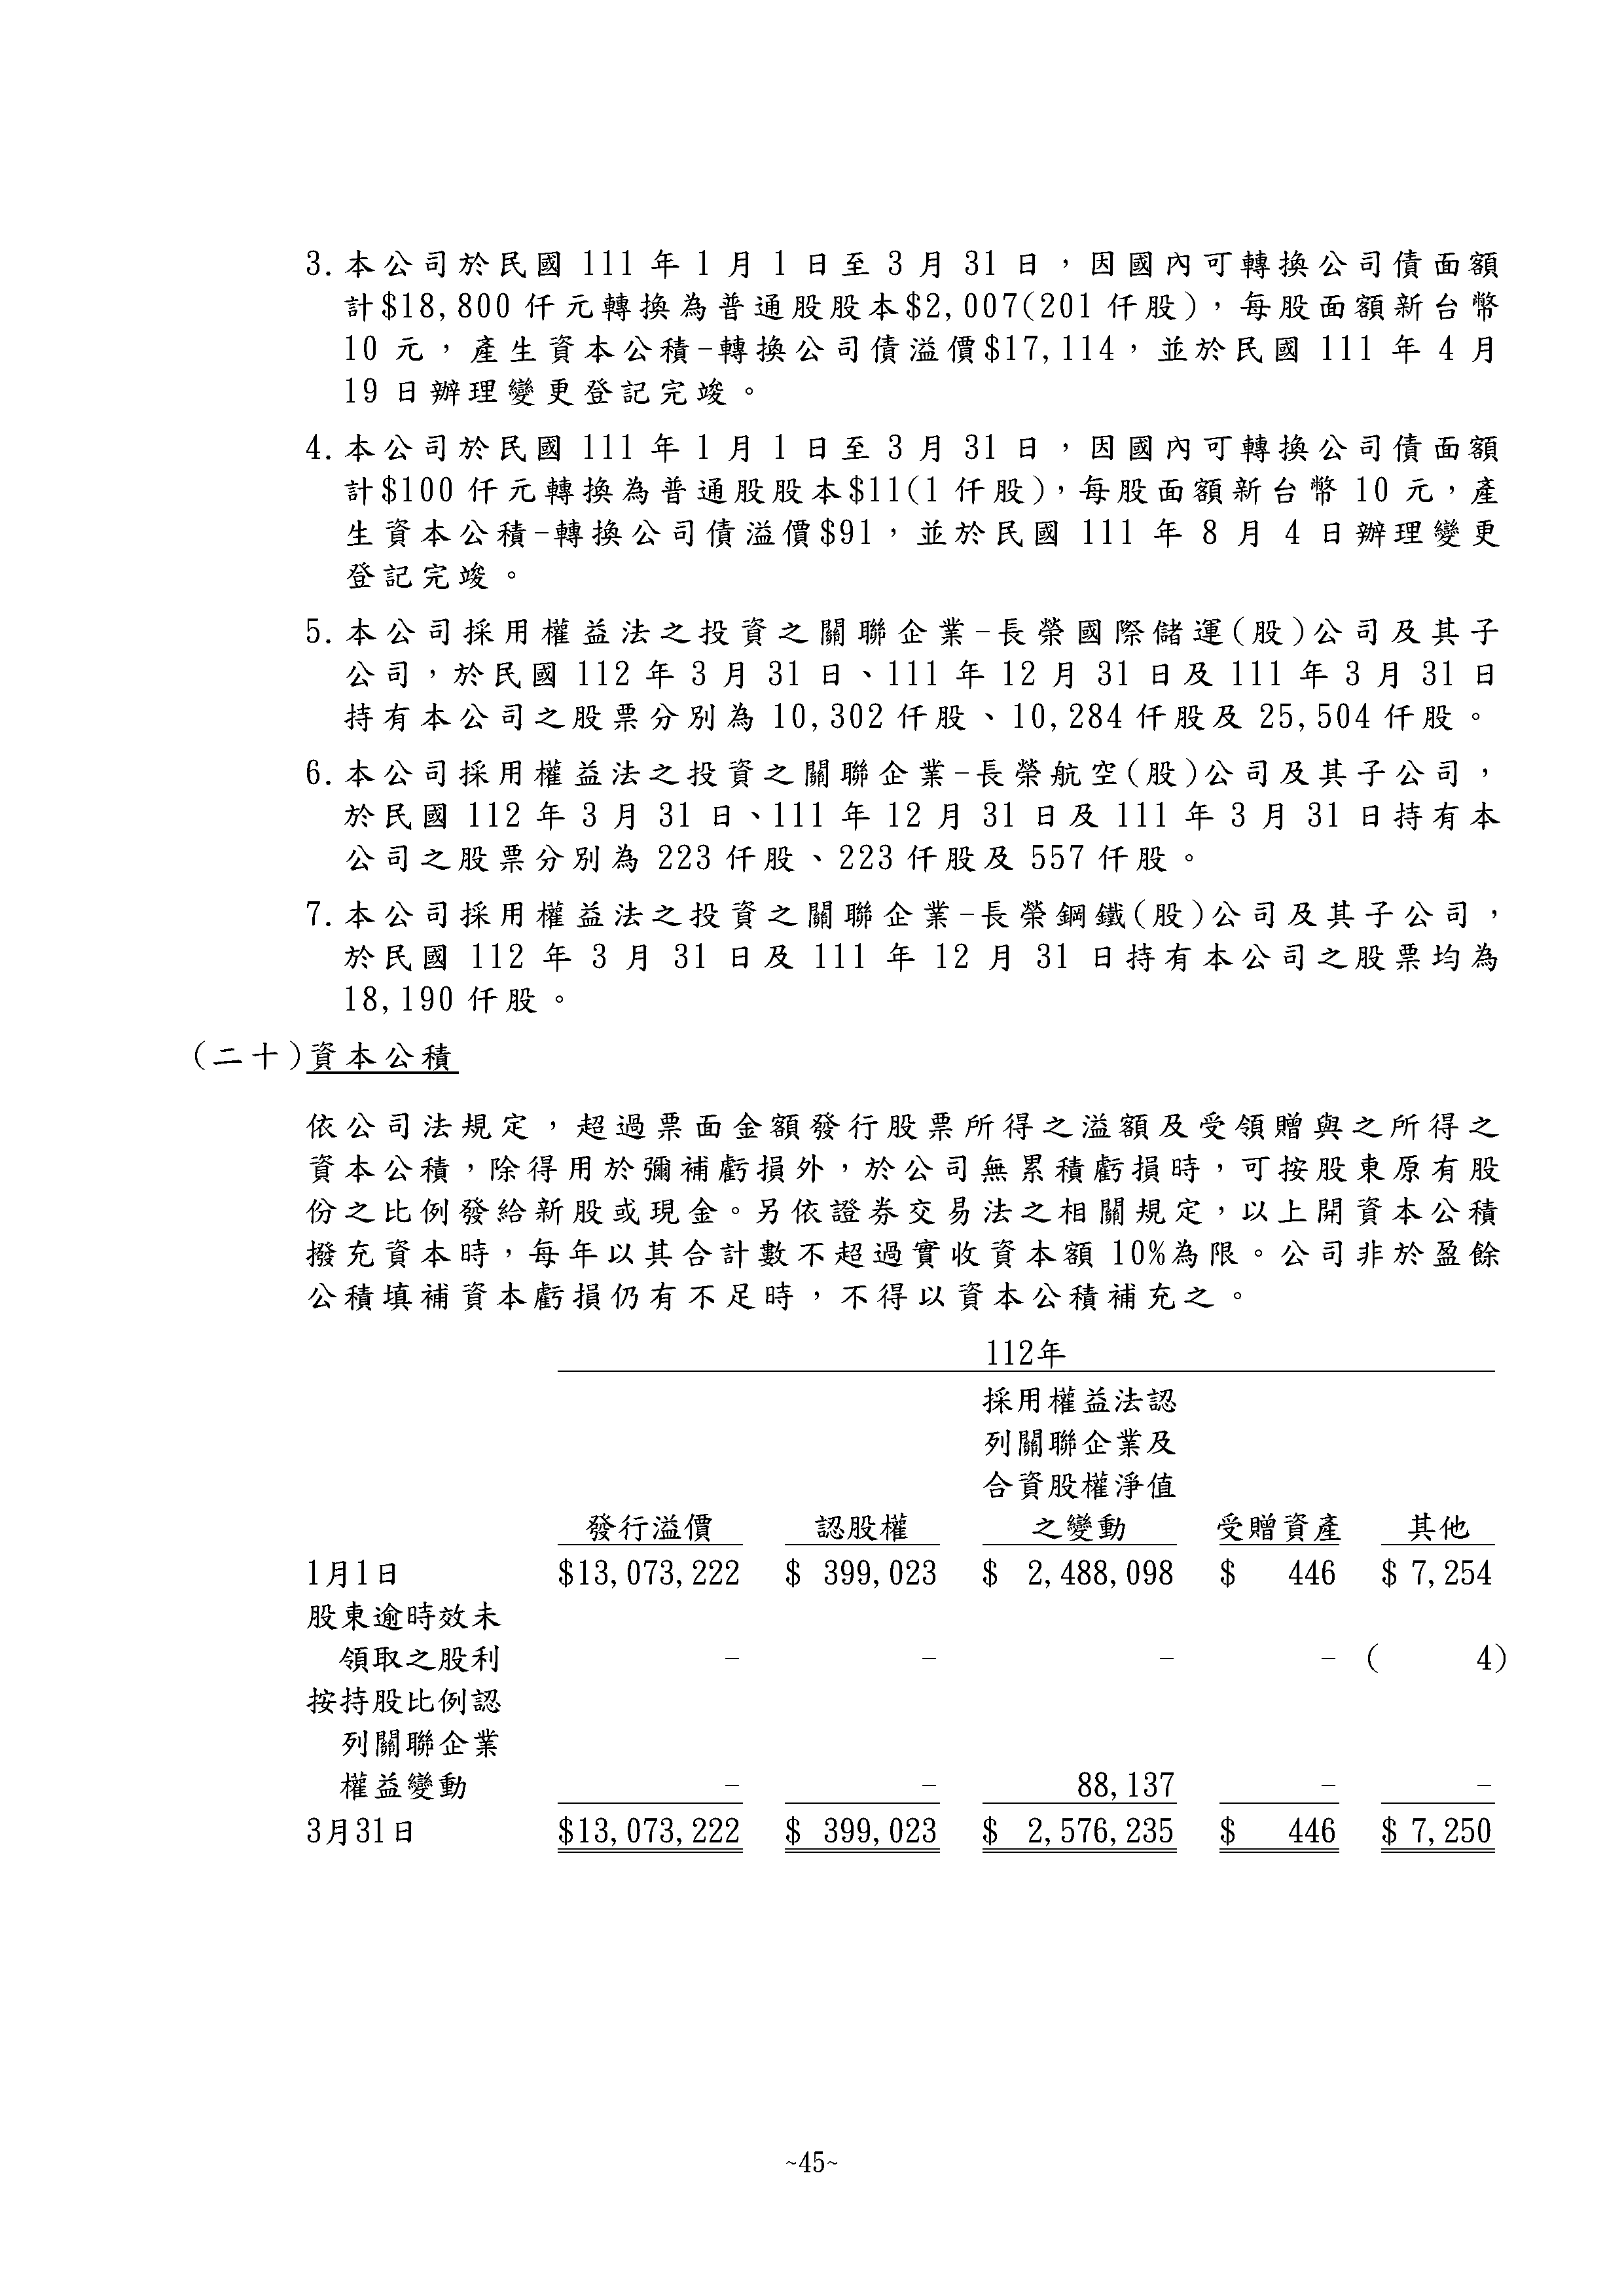 3.本公司於民國 111 年 1 月 1 日至 3 月 31 日，因國內可轉換公司債面額
計$18,800 仟元轉換為普通股股本$2,007(201 仟股)，每股面額新台幣
10 元，產生資本公積-轉換公司債溢價$17,114，並於民國 111 年 4 月
19 日辦理變更登記完竣。
4.本公司於民國 111 年 1 月 1 日至 3 月 31 日，因國內可轉換公司債面額
計$100 仟元轉換為普通股股本$11(1 仟股)，每股面額新台幣 10 元，產
生資本公積-轉換公司債溢價$91，並於民國 111 年 8 月 4 日辦理變更
登記完竣。
5.本公司採用權益法之投資之關聯企業-長榮國際儲運(股)公司及其子
公司，於民國 112 年 3 月 31 日、111 年 12 月 31 日及 111 年 3 月 31 日
持有本公司之股票分別為 10,302 仟股、10,284 仟股及 25,504 仟股。
6.本公司採用權益法之投資之關聯企業-長榮航空(股)公司及其子公司，
於民國 112 年 3 月 31 日、111 年 12 月 31 日及 111 年 3 月 31 日持有本
公司之股票分別為 223 仟股、223 仟股及 557 仟股。
7.本公司採用權益法之投資之關聯企業-長榮鋼鐵(股)公司及其子公司，
於民國 112 年 3 月 31 日及 111 年 12 月 31 日持有本公司之股票均為
18,190 仟股。
(二十)資本公積
依公司法規定，超過票面金額發行股票所得之溢額及受領贈與之所得之
資本公積，除得用於彌補虧損外，於公司無累積虧損時，可按股東原有股
份之比例發給新股或現金。另依證券交易法之相關規定，以上開資本公積
撥充資本時，每年以其合計數不超過實收資本額 10%為限。公司非於盈餘
公積填補資本虧損仍有不足時，不得以資本公積補充之。
112年
採用權益法認
列關聯企業及
合資股權淨值
發行溢價 認股權 之變動 受贈資產 其他
1月1日 $13,073,222 $ 399,023 $ 2,488,098 $ 446 $ 7,254
股東逾時效未
領取之股利 - - - - ( 4)
按持股比例認
列關聯企業
權益變動 - - 88,137 - -
3月31日 $13,073,222 $ 399,023 $ 2,576,235 $ 446 $ 7,250
~45~